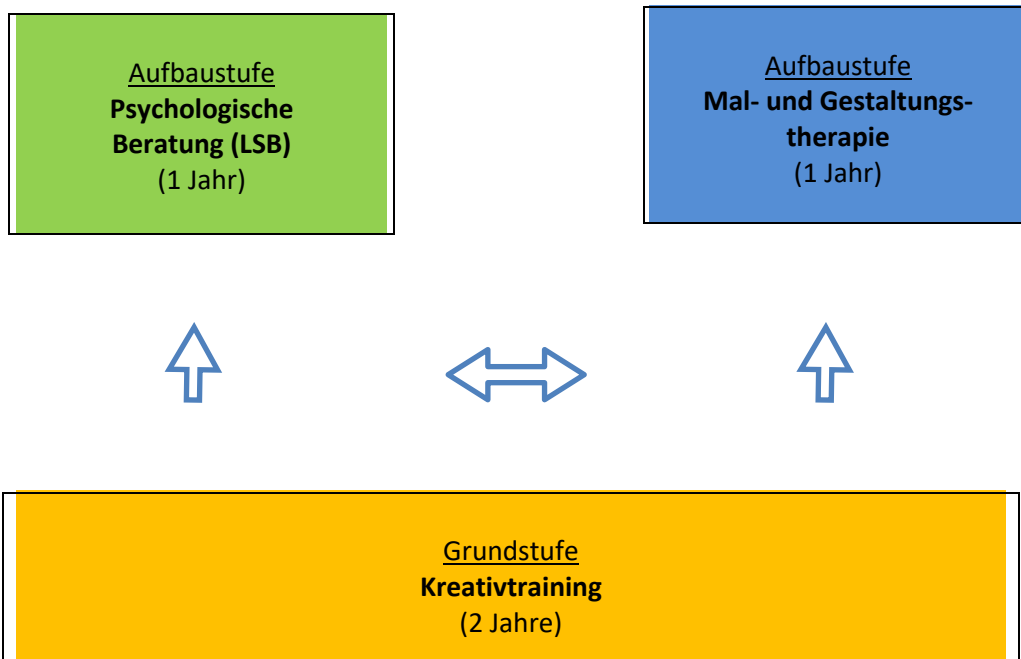 Aufbaustufe
Psychologische
Beratung (LSB)
(1 Jahr)
Aufbaustufe
Mal- und Gestaltungs-
therapie
(1 Jahr)
Grundstufe
Kreativtraining
(2 Jahre)